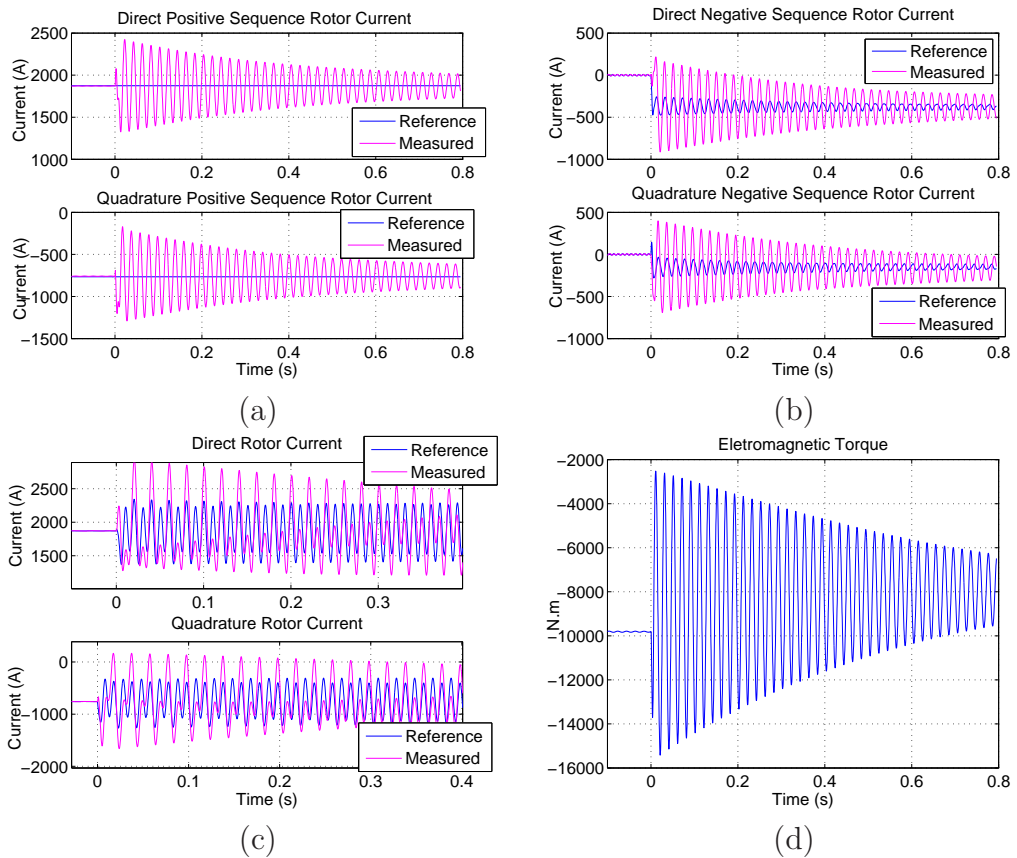 Direct Positive Sequence Rotor Current
2500
2000
1500
1000
Current (A)
0 0.2 0.4 0.6 0.8
Reference
Measured
Quadrature Positive Sequence Rotor Current
0
−500
−1000
−1500
Current (A)
0 0.2 0.4 0.6 0.8
Time (s)
Reference
Measured
(a)
Direct Negative Sequence Rotor Current
500
0
−500
−1000
Current (A)
0 0.2 0.4 0.6 0.8
Reference
Measured
Quadrature Negative Sequence Rotor Current
500
0
−500
−1000
Current (A)
0 0.2 0.4 0.6 0.8
Time (s)
Reference
Measured
(b)
Direct Rotor Current
2500
2000
1500
Current (A)
0 0.1 0.2 0.3
Reference
Measured
Quadrature Rotor Current
0
−1000
−2000
Current (A)
0 0.1 0.2 0.3 0.4
Time (s)
Reference
Measured
(c)
Eletromagnetic Torque
−2000
−4000
−6000
−8000
−10000
−12000
−14000
−16000
N.m
0 0.2 0.4 0.6 0.8
Time (s)
(d)